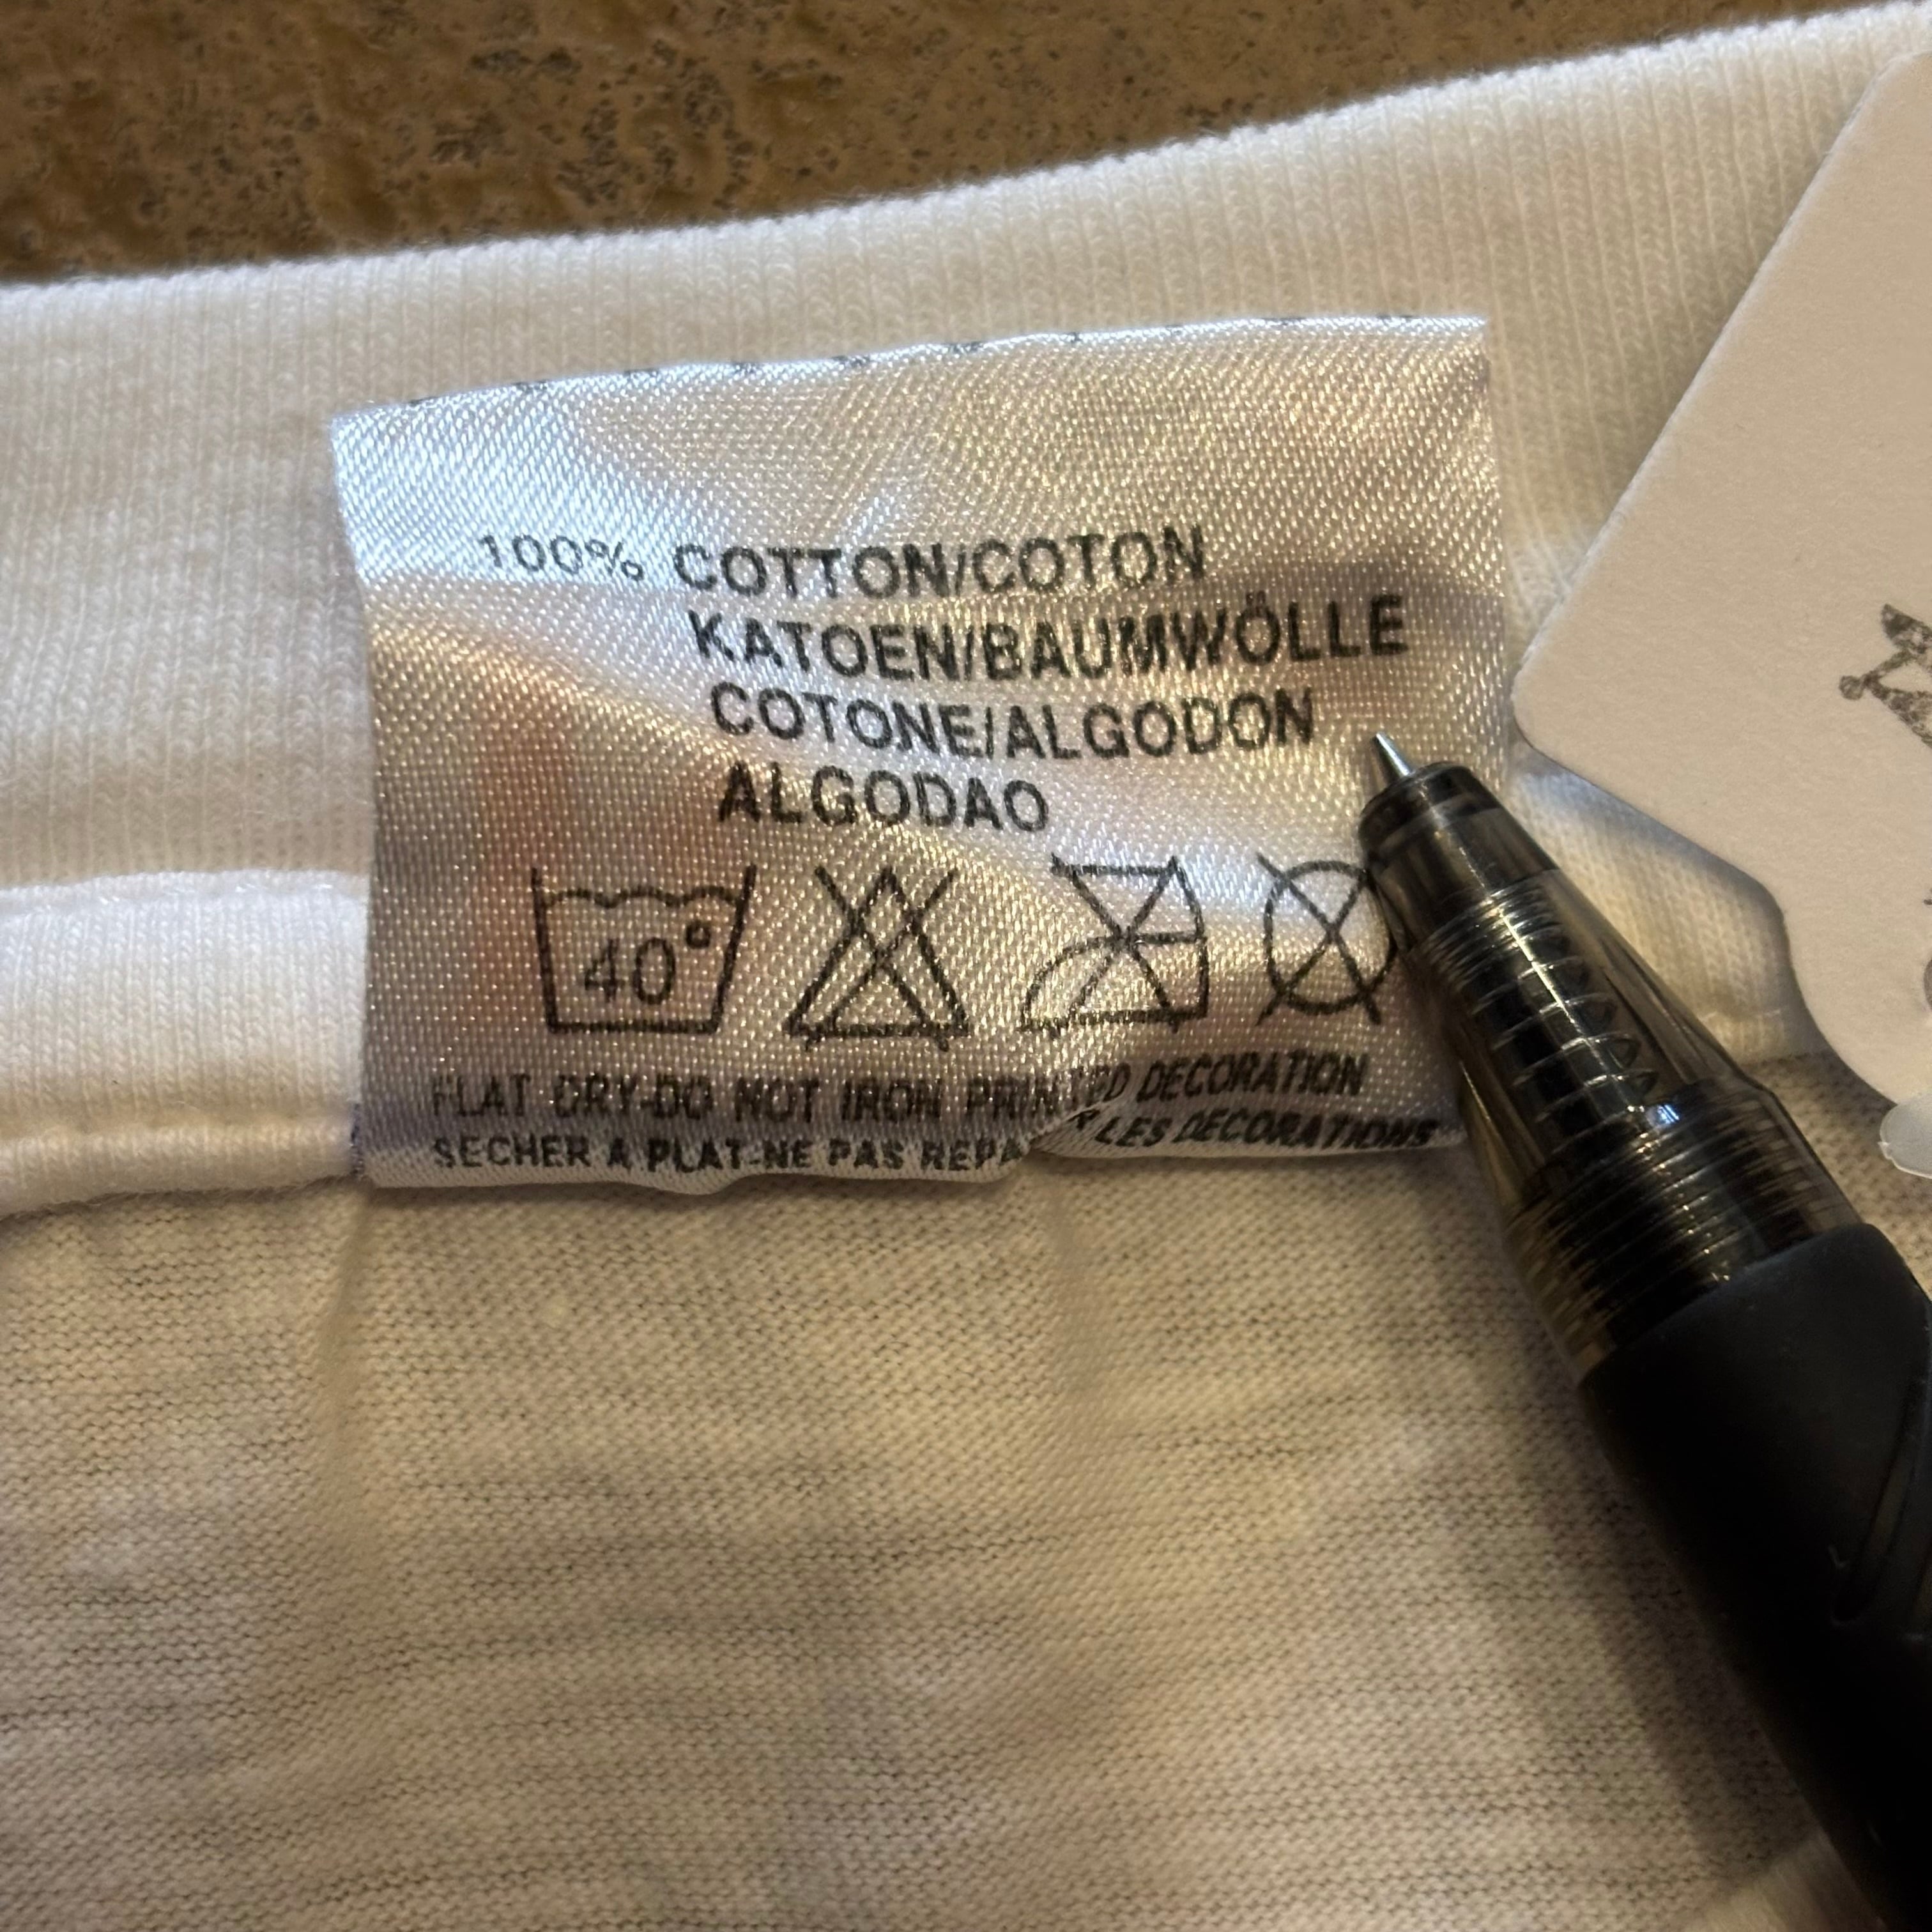 100% COTTON/COTON
KATOEN/BAUMWÖLLE
COTONE/ALGODON
ALGODAO
40°
FLAT DRY-DO NOT IRON PRINTED DECORATION
SECHER A PLAT-NE PAS LES DECORATIONS